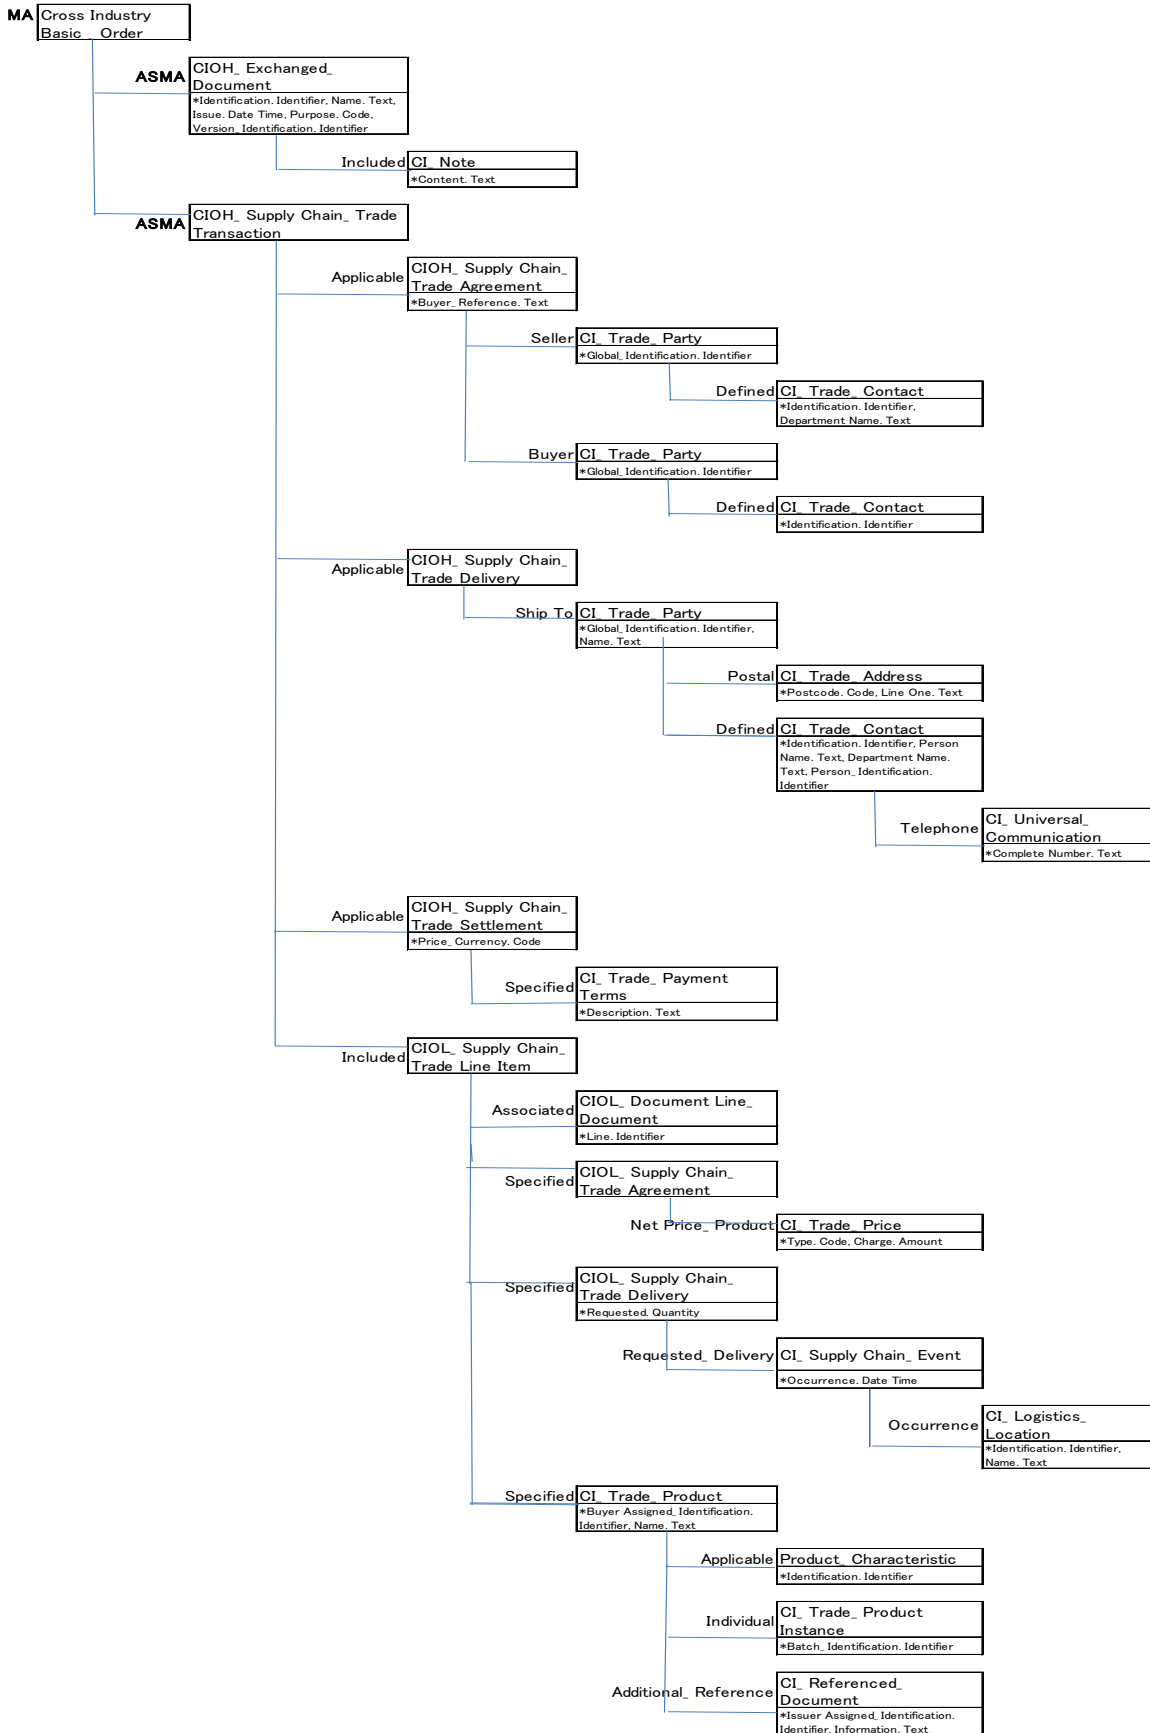 MA Cross Industry
Basic _ Order
ASMA
CIOH_ Exchanged_
Document
*Identification. Identifier, Name. Text,
Issue. Date Time, Purpose. Code,
Version_ Identification. Identifier
Included CI_ Note
*Content. Text
ASMA
CIOH_ Supply Chain_ Trade
Transaction
Applicable
CIOH_ Supply Chain_
Trade Agreement
*Buyer_ Reference. Text
Seller CI_ Trade_ Party
*Global_ Identification. Identifier
Defined CI_ Trade_ Contact
*Identification. Identifier,
Department Name. Text
Buyer CI_ Trade_ Party
*Global_ Identification. Identifier
Defined CI_ Trade_ Contact
*Identification. Identifier
Applicable
CIOH_ Supply Chain_
Trade Delivery
Ship To CI_ Trade_ Party
*Global_ Identification. Identifier,
Name. Text
Postal CI_ Trade_ Address
*Postcode. Code, Line One. Text
Defined CI_ Trade_ Contact
*Identification. Identifier, Person
Name. Text, Department Name.
Text, Person_ Identification.
Identifier
Telephone
CI_ Universal_
Communication
*Complete Number. Text
Applicable
CIOH_ Supply Chain_
Trade Settlement
*Price_ Currency. Code
Specified
CI_ Trade_ Payment
Terms
*Description. Text
Included
CIOL_ Supply Chain_
Trade Line Item
Associated
CIOL_ Document Line_
Document
*Line. Identifier
Specified
CIOL_ Supply Chain_
Trade Agreement
Net Price_ Product CI_ Trade_ Price
*Type. Code, Charge. Amount
Specified
CIOL_ Supply Chain_
Trade Delivery
*Requested. Quantity
Requested_ Delivery CI_ Supply Chain_ Event
*Occurrence. Date Time
Occurrence
CI_ Logistics_
Location
*Identification. Identifier,
Name. Text
Specified CI_ Trade_ Product
*Buyer Assigned_ Identification.
Identifier, Name. Text
Applicable Product_ Characteristic
*Identification. Identifier
Individual
CI_ Trade_ Product
Instance
*Batch_ Identification. Identifier
Additional_ Reference
CI_ Referenced_
Document
*Issuer Assigned_ Identification.
Identifier, Information. Text